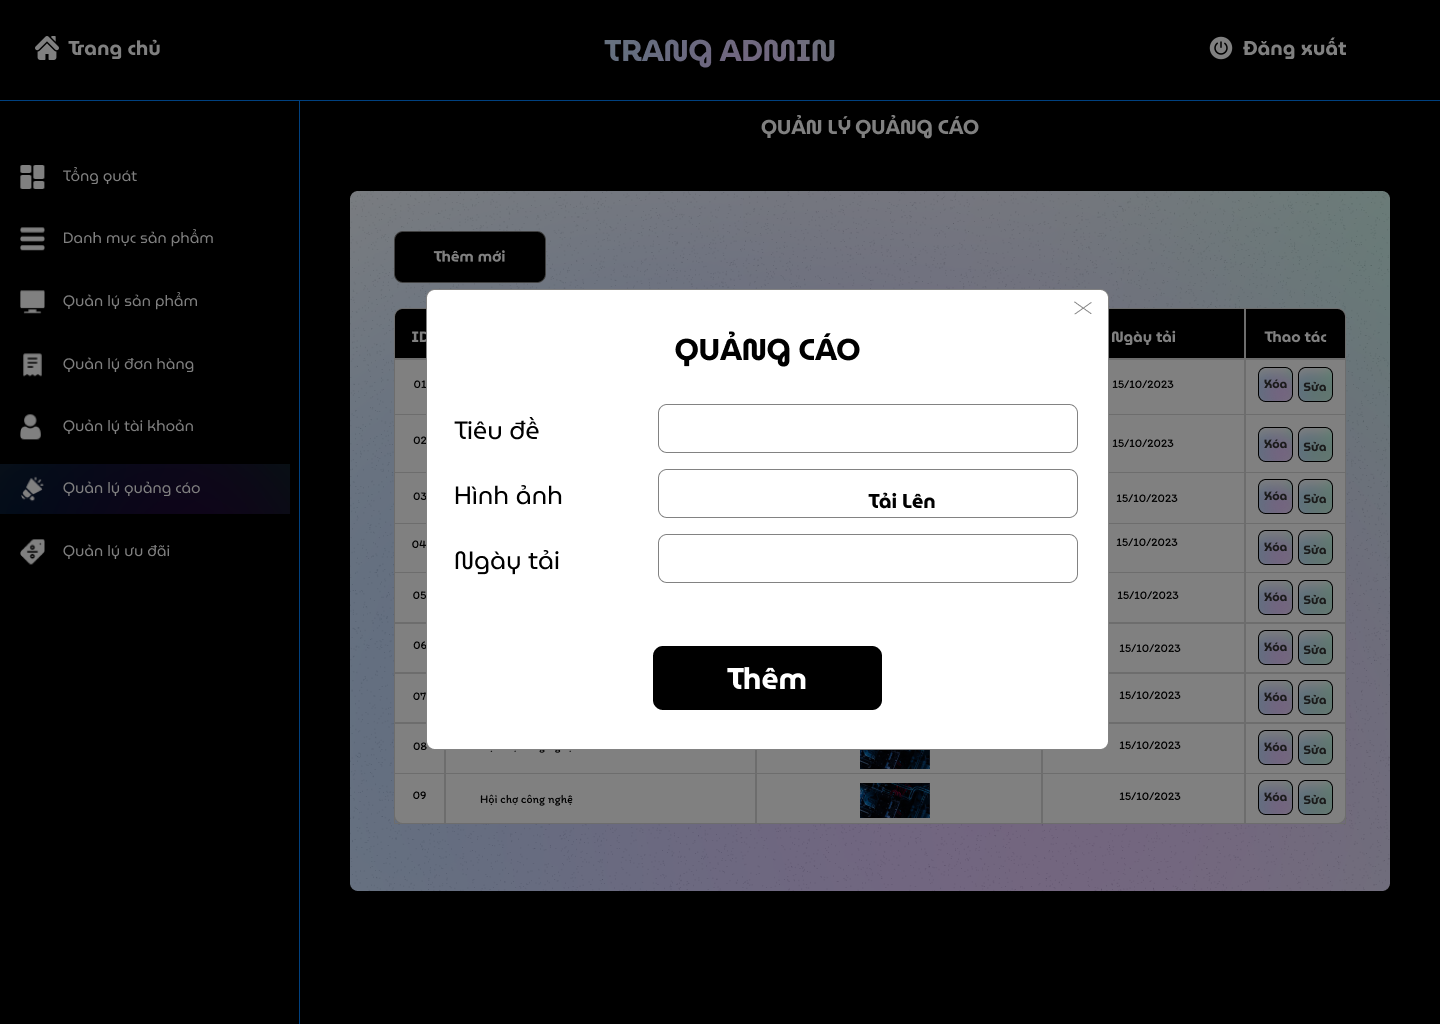 Trang chủ
TRANG ADMIN
Đăng xuất
QUẢN LÝ QUẢNG CÁO
Tổng quát
Danh mục sản phẩm
Quản lý sản phẩm
Quản lý đơn hàng
Quản lý tài khoản
Quản lý quảng cáo
Quản lý ưu đãi
Thêm mới
ID Ngày tải Thao tác
QUẢNG CÁO
Tiêu đề
Hình ảnh Tải Lên
Ngày tải
Thêm
01 15/10/2023 Xóa Sửa
02 15/10/2023 Xóa Sửa
03 15/10/2023 Xóa Sửa
04 15/10/2023 Xóa Sửa
05 15/10/2023 Xóa Sửa
06 15/10/2023 Xóa Sửa
07 15/10/2023 Xóa Sửa
08 15/10/2023 Xóa Sửa
09 Hội chợ công nghệ 15/10/2023 Xóa Sửa